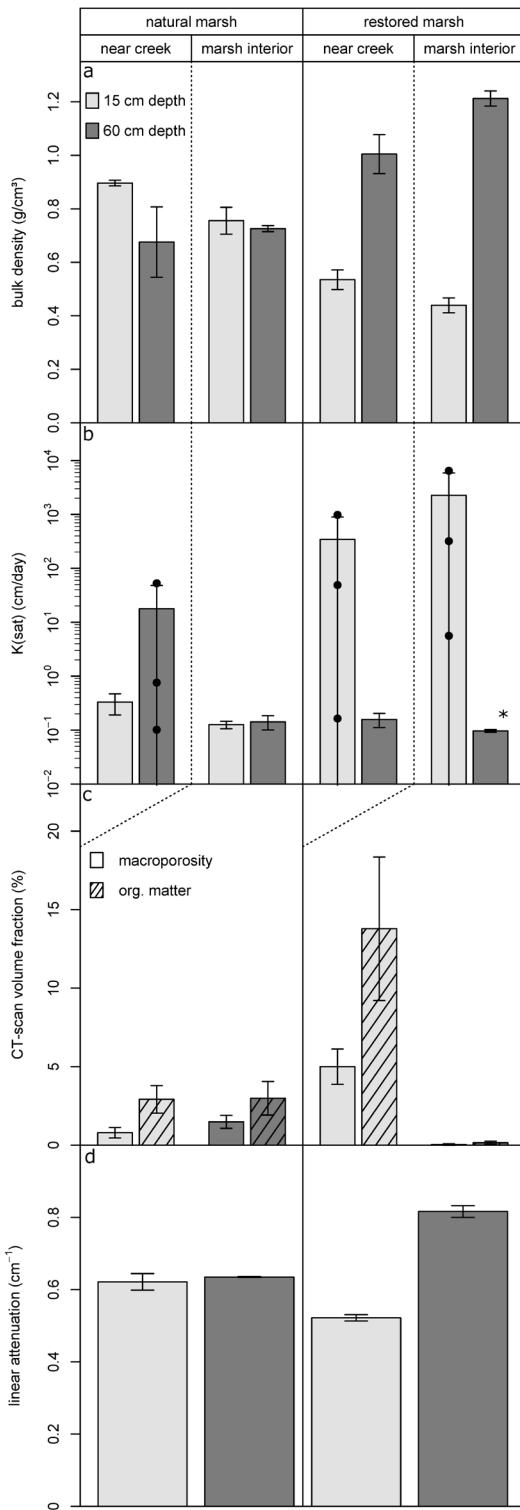 natural marsh restored marsh
near creek marsh interior near creek marsh interior
a
15 cm depth
60 cm depth
bulk density (g/cm³)
0.0 0.2 0.4 0.6 0.8 1.0 1.2
b
K(sat) (cm/day)
10⁻² 10⁻¹ 10⁰ 10¹ 10² 10³ 10⁴
*
c
macroporosity
org. matter
CT-scan volume fraction (%)
0 5 10 15 20
d
linear attenuation (cm⁻¹)
0 0.2 0.4 0.6 0.8